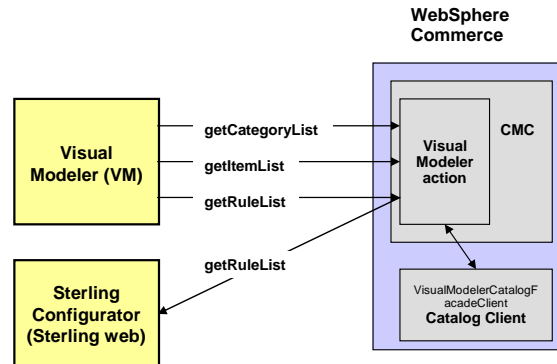 WebSphere
Commerce
CMC
Visual
Modeler (VM)
getCategoryList
getItemList
getRuleList
Visual
Modeler
action
getRuleList
Sterling
Configurator
(Sterling web)
VisualModelerCatalogF
acadeClient
Catalog Client